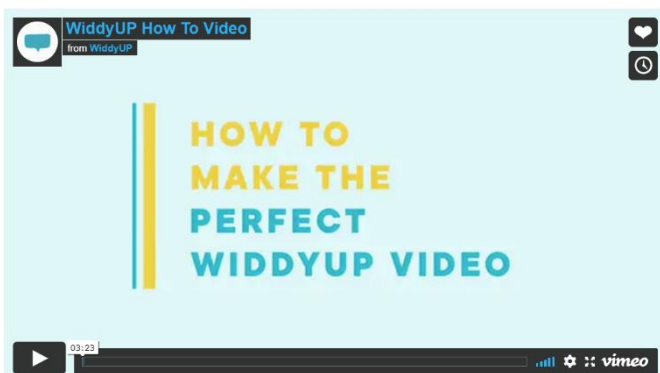 WiddyUP How To Video
from WiddyUP
HOW TO
MAKE THE
PERFECT
WIDDYUP VIDEO
03:23
vimeo